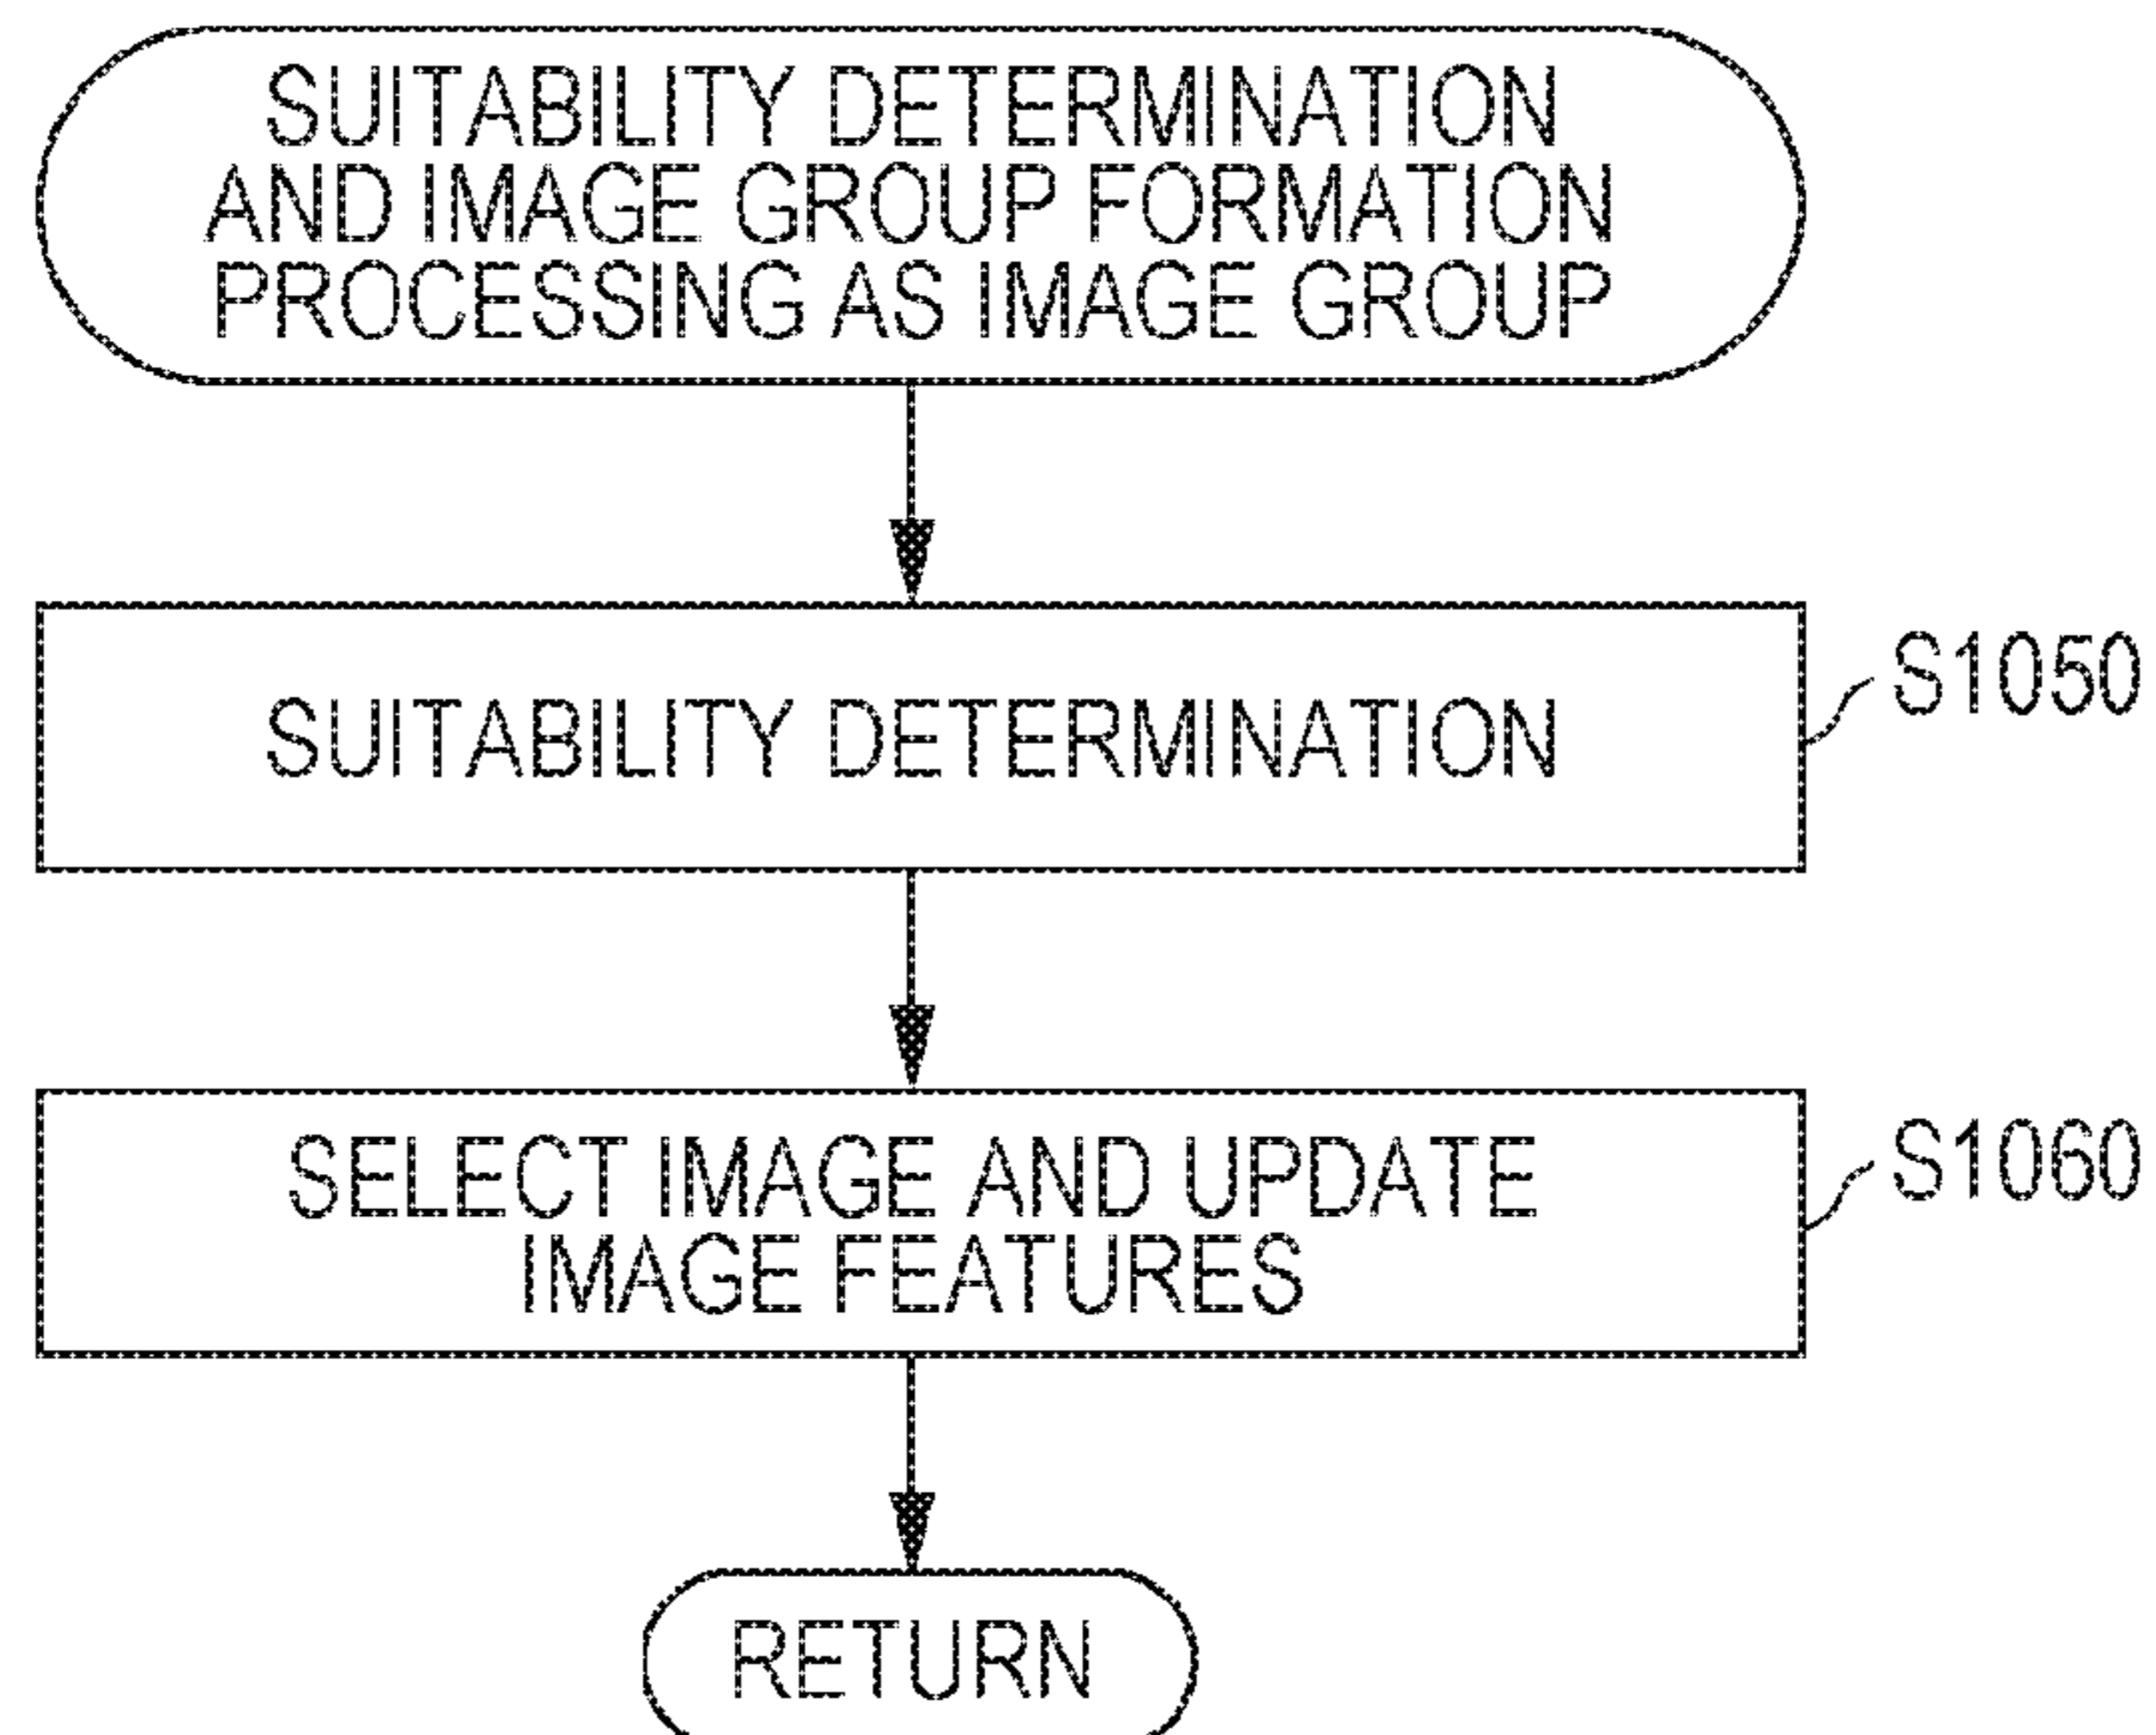 SUITABILITY DETERMINATION
AND IMAGE GROUP FORMATION
PROCESSING AS IMAGE GROUP
SUITABILITY DETERMINATION
S1050
SELECT IMAGE AND UPDATE
IMAGE FEATURES
S1060
RETURN